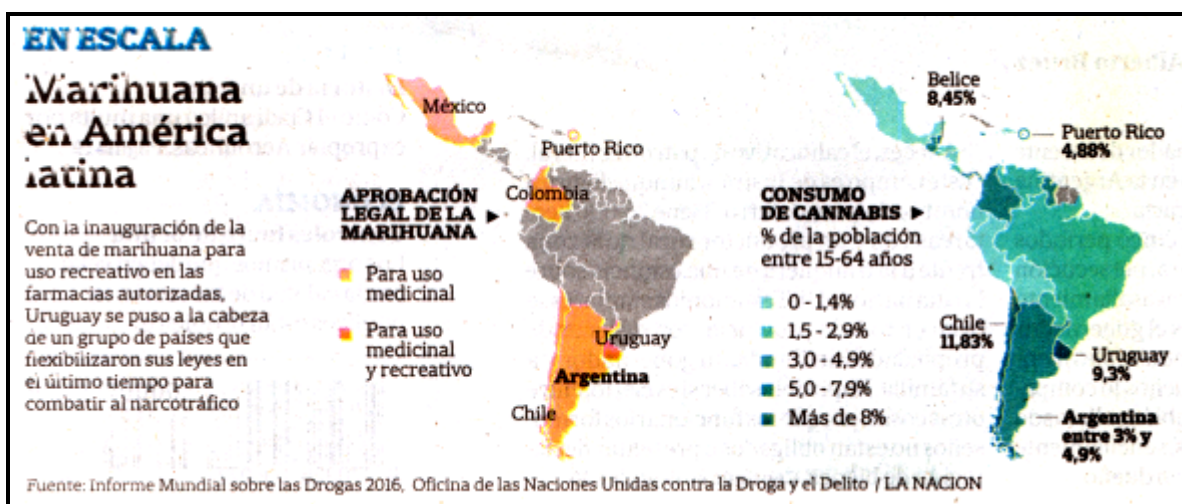 EN ESCALA
Marihuana
en América
latina
Con la inauguración de la
venta de marihuana para
uso recreativo en las
farmacias autorizadas,
Uruguay se puso a la cabeza
de un grupo de países que
flexibilizaron sus leyes en
el último tiempo para
combatir al narcotráfico
México
Puerto Rico
Colombia
APROBACIÓN
LEGAL DE LA
MARIHUANA
Para uso
medicinal
Para uso
medicinal
y recreativo
Uruguay
Argentina
Chile
Belice
8,45%
Puerto Rico
4,88%
CONSUMO
DE CANNABIS
% de la población
entre 15-64 años
0 - 1,4%
1,5 - 2,9%
3,0 - 4,9%
5,0 - 7,9%
Más de 8%
Chile
11,83%
Uruguay
9,3%
Argentina
entre 3% y
4,9%
Fuente: Informe Mundial sobre las Drogas 2016, Oficina de las Naciones Unidas contra la Droga y el Delito / LA NACION